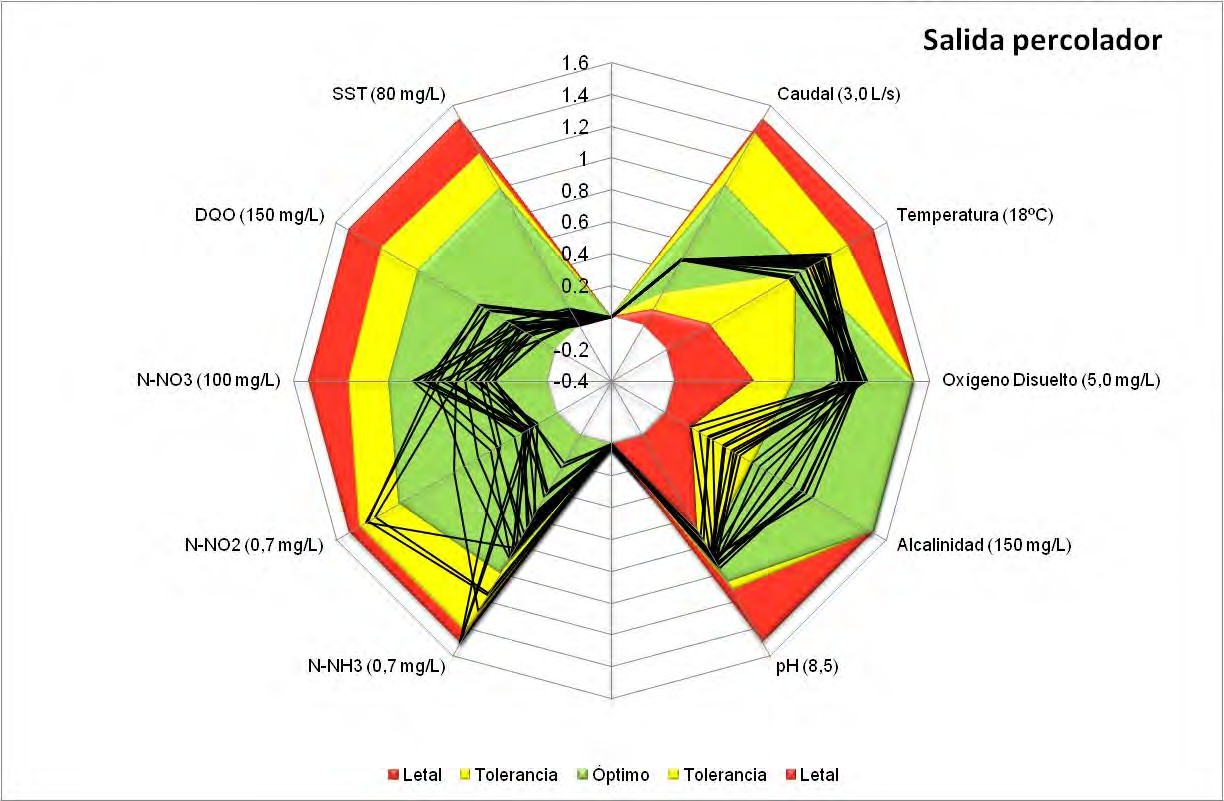 Salida percolador
1.6
1.4
1.2
1
0.8
0.6
0.4
0.2
-0.2
-0.4
SST (80 mg/L)
Caudal (3,0 L/s)
DQO (150 mg/L)
Temperatura (18ºC)
N-NO3 (100 mg/L)
Oxígeno Disuelto (5,0 mg/L)
N-NO2 (0,7 mg/L)
Alcalinidad (150 mg/L)
N-NH3 (0,7 mg/L)
pH (8,5)
Letal Tolerancia Óptimo Tolerancia Letal